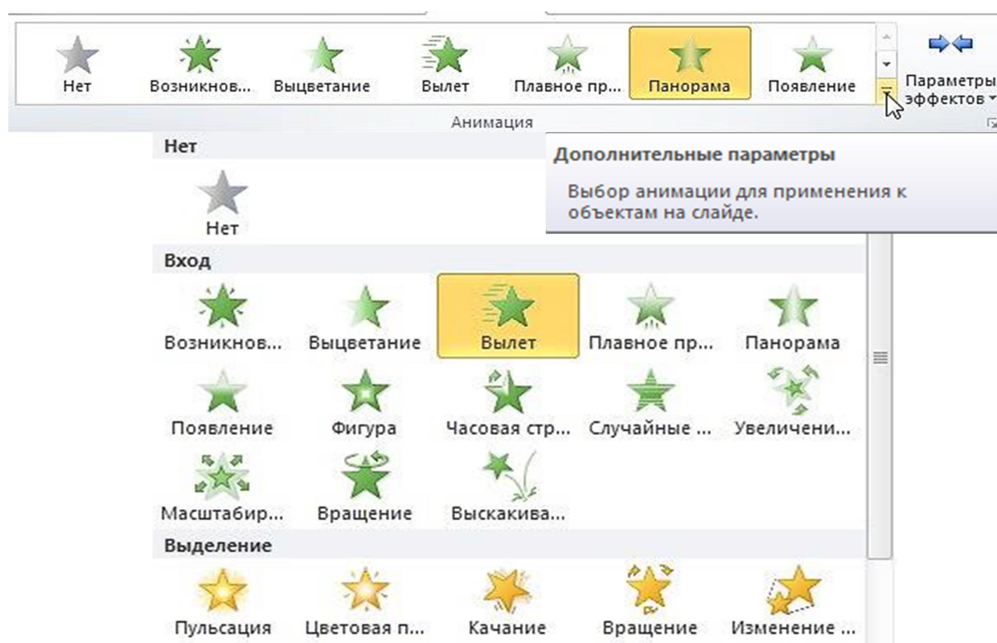 Нет
Возникнов...
Выцветание
Вылет
Плавное пр...
Панорама
Появление
Параметры
эффектов
Анимация
Дополнительные параметры
Выбор анимации для применения к
объектам на слайде.
Нет
Нет
Вход
Возникнов...
Выцветание
Вылет
Плавное пр...
Панорама
Появление
Фигура
Часовая стр...
Случайные ...
Увеличени...
Масштабир...
Вращение
Выскакива...
Выделение
Пульсация
Цветовая п...
Качание
Вращение
Изменение ...